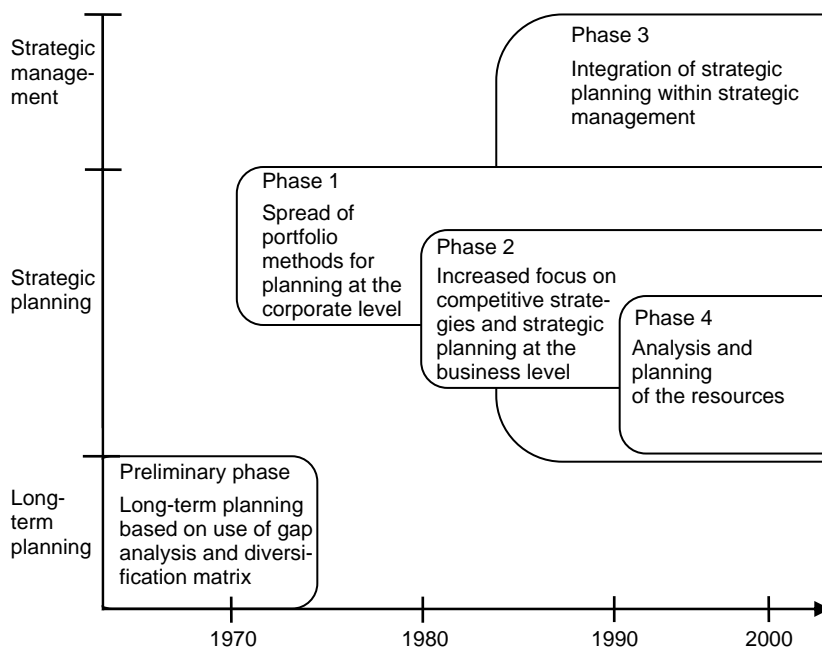 Strategic
manage-
ment
Phase 3
Integration of strategic
planning within strategic
management
Strategic
planning
Phase 1
Spread of
portfolio
methods for
planning at the
corporate level
Phase 2
Increased focus on
competitive strate-
gies and strategic
planning at the
business level
Phase 4
Analysis and
planning
of the resources
Long-
term
planning
Preliminary phase
Long-term planning
based on use of gap
analysis and diversi-
fication matrix
1970
1980
1990
2000